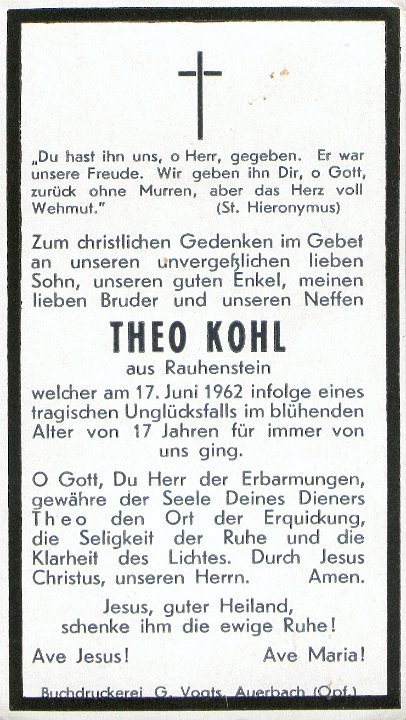 „Du hast ihn uns, o Herr, gegeben. Er war
unsere Freude. Wir geben ihn Dir, o Gott,
zurück ohne Murren, aber das Herz voll
Wehmut.” (St. Hieronymus)
Zum christlichen Gedenken im Gebet
an unseren unvergeßlichen lieben
Sohn, unseren guten Enkel, meinen
lieben Bruder und unseren Neffen
THEO KOHL
aus Rauhenstein
welcher am 17. Juni 1962 infolge eines
tragischen Unglücksfalls im blühenden
Alter von 17 Jahren für immer von
uns ging.
O Gott, Du Herr der Erbarmungen,
gewähre der Seele Deines Dieners
Theo den Ort der Erquickung,
die Seligkeit der Ruhe und die
Klarheit des Lichtes. Durch Jesus
Christus, unseren Herrn. Amen.
Jesus, guter Heiland,
schenke ihm die ewige Ruhe!
Ave Jesus! Ave Maria!
Buchdruckerei G. Vogts, Auerbach (Opf.)